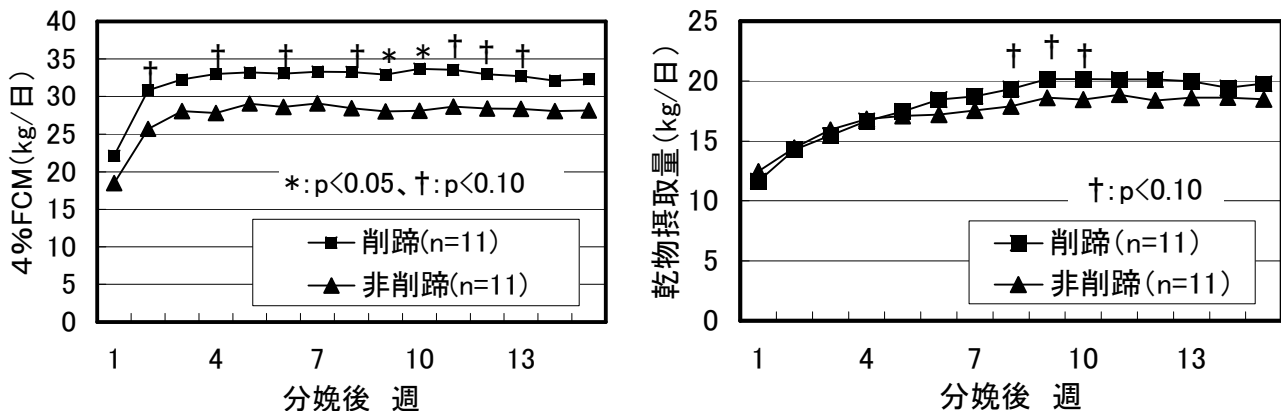 4%FCM(kg/日)
40
35
30
25
20
15
10
5
0
† † † † * * † † †
*:p<0.05、†:p<0.10
削蹄(n=11)
非削蹄(n=11)
1 4 7 10 13
分娩後 週
乾物摂取量(kg/日)
25
20
15
10
5
0
† † †
†:p<0.10
削蹄(n=11)
非削蹄(n=11)
1 4 7 10 13
分娩後 週